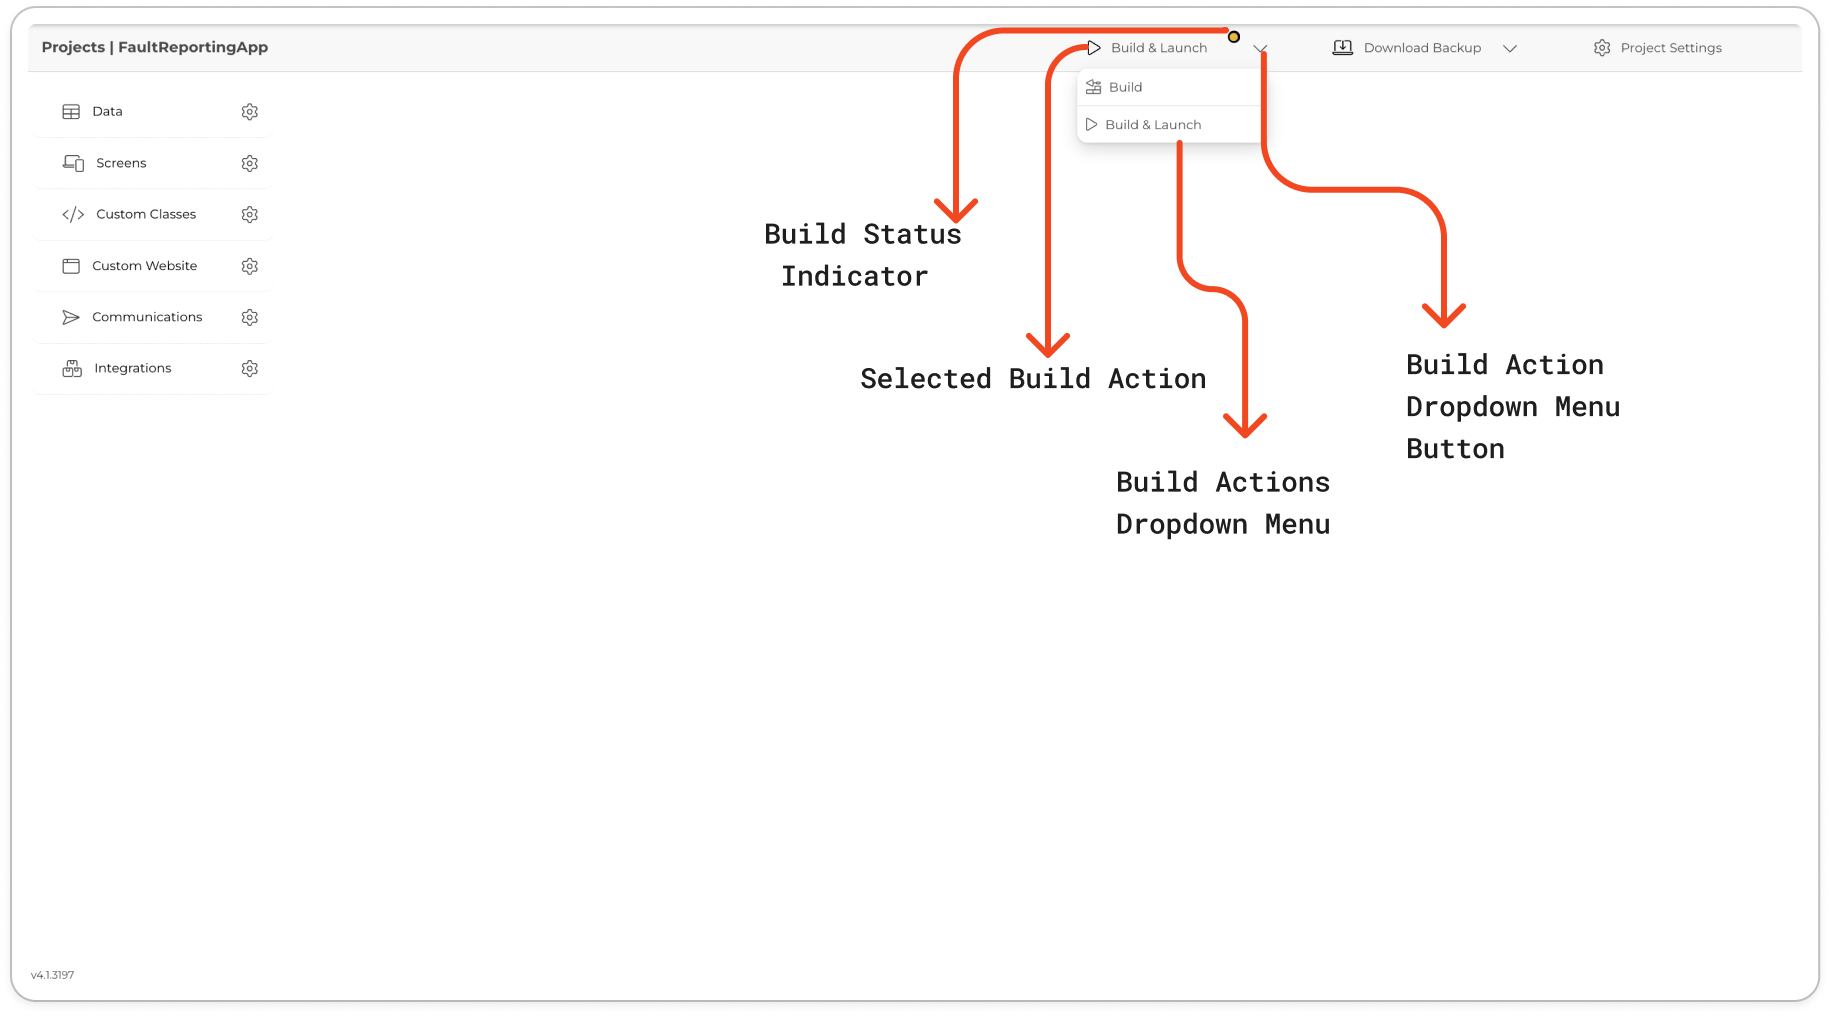 Projects | FaultReportingApp
Build & Launch
Download Backup
Project Settings
Data
Screens
Custom Classes
Custom Website
Communications
Integrations
Build
Build & Launch
Build Status
Indicator
Selected Build Action
Build Actions
Dropdown Menu
Build Action
Dropdown Menu
Button
v4.1.3197